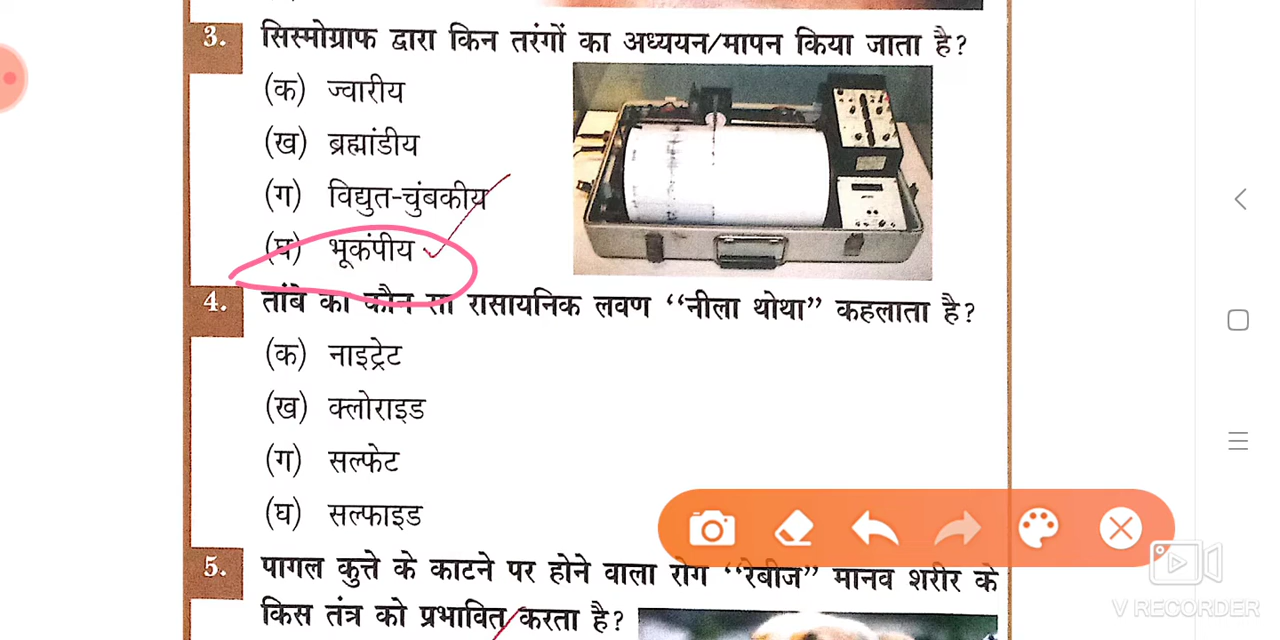 3. सिस्मोग्राफ द्वारा किन तरंगों का अध्ययन/मापन किया जाता है?
(क) ज्वारीय
(ख) ब्रह्मांडीय
(ग) विद्युत-चुंबकीय
(घ) भूकंपीय
4. तांबे का कौन सा रासायनिक लवण “नीला थोथा” कहलाता है?
(क) नाइट्रेट
(ख) क्लोराइड
(ग) सल्फेट
(घ) सल्फाइड
5. पागल कुत्ते के काटने पर होने वाला रोग “रेबीज” मानव शरीर के
किस तंत्र को प्रभावित करता है?
V RECORDER